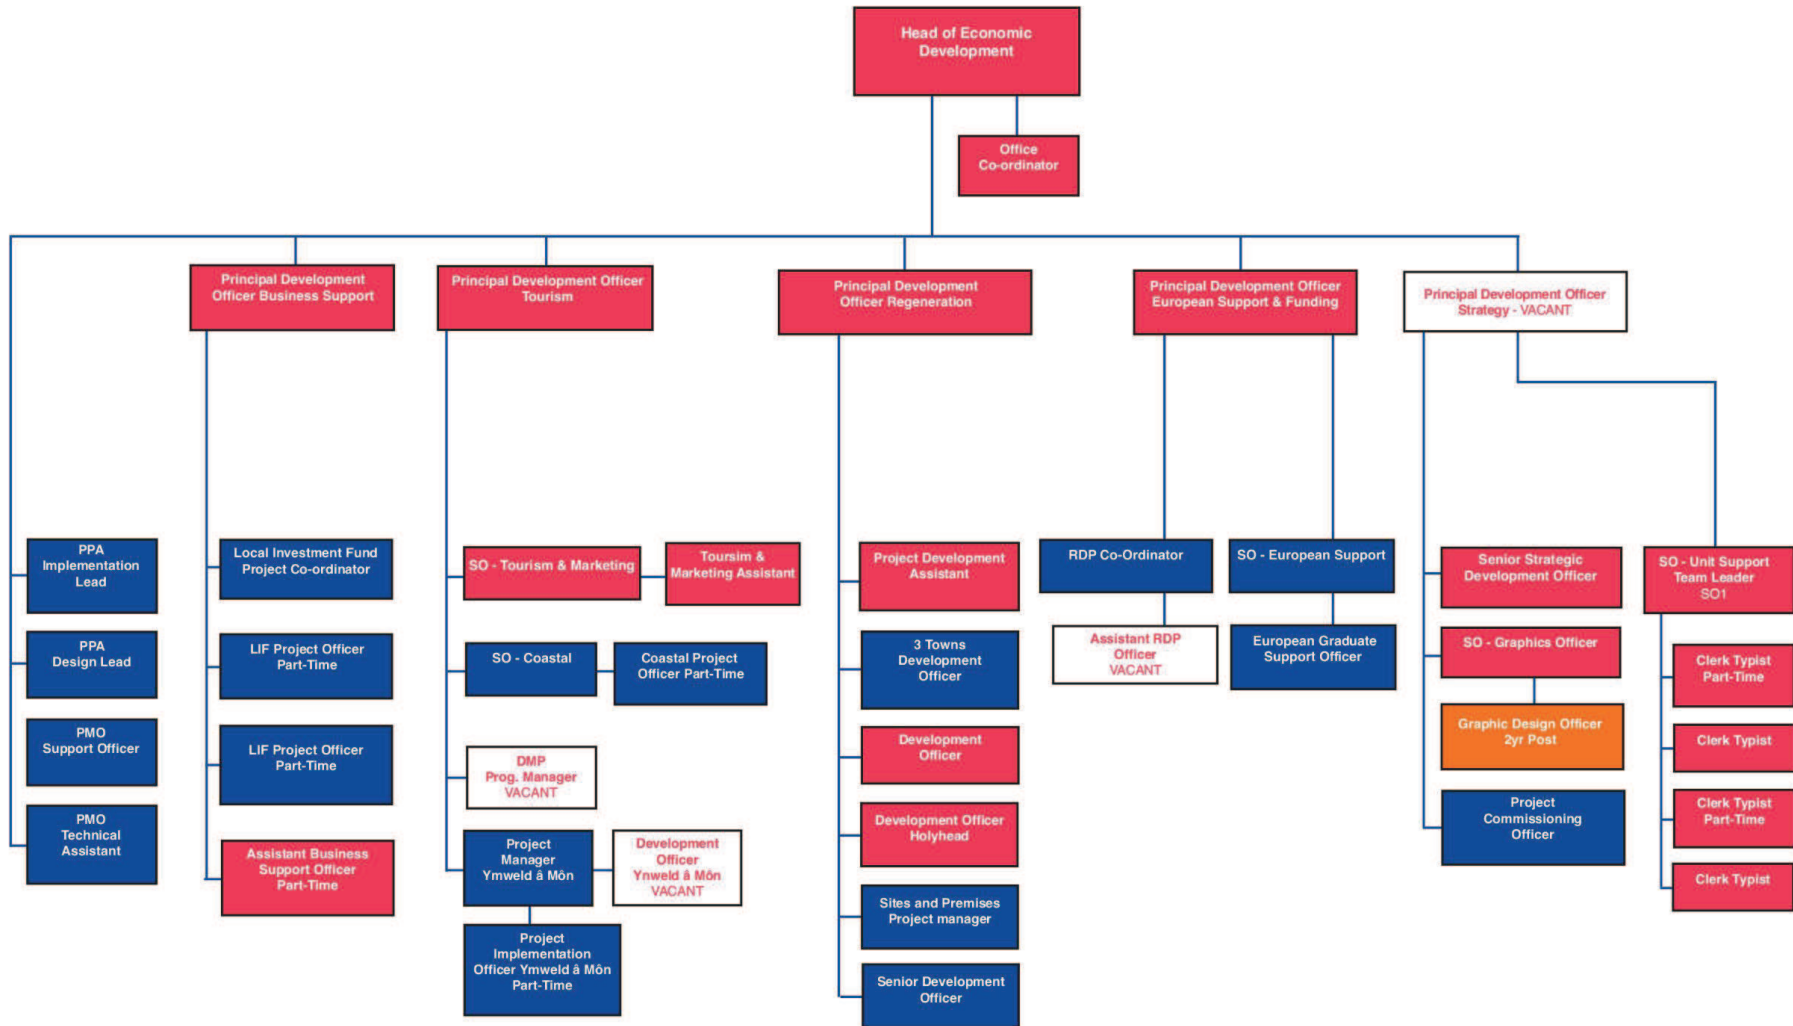 Head of Economic
Development
Office
Co-ordinator
Principal Development
Officer Business Support
Principal Development Officer
Tourism
Principal Development
Officer Regeneration
Principal Development Officer
European Support & Funding
Principal Development Officer
Strategy - VACANT
PPA
Implementation
Lead
PPA
Design Lead
PMO
Support Officer
PMO
Technical
Assistant
Local Investment Fund
Project Co-ordinator
LIF Project Officer
Part-Time
LIF Project Officer
Part-Time
Assistant Business
Support Officer
Part-Time
SO - Tourism & Marketing
Toursim &
Marketing Assistant
SO - Coastal
Coastal Project
Officer Part-Time
DMP
Prog. Manager
VACANT
Project
Manager
Ymweld â Môn
Development
Officer
Ynweld â Môn
VACANT
Project
Implementation
Officer Ymweld â Môn
Part-Time
Project Development
Assistant
3 Towns
Development
Officer
Development
Officer
Development Officer
Holyhead
Sites and Premises
Project manager
Senior Development
Officer
RDP Co-Ordinator
Assistant RDP
Officer
VACANT
SO - European Support
European Graduate
Support Officer
Senior Strategic
Development Officer
SO - Graphics Officer
Graphic Design Officer
2yr Post
Project
Commissioning
Officer
SO - Unit Support
Team Leader
SO1
Clerk Typist
Part-Time
Clerk Typist
Clerk Typist
Part-Time
Clerk Typist